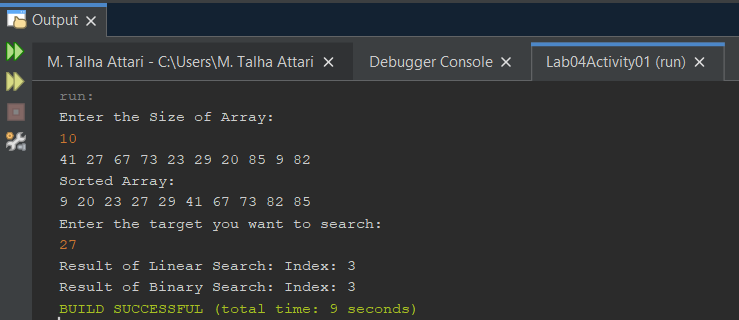 Output
M. Talha Attari - C:\Users\M. Talha Attari Debugger Console Lab04Activity01 (run)
run:
Enter the Size of Array:
10
41 27 67 73 23 29 20 85 9 82
Sorted Array:
9 20 23 27 29 41 67 73 82 85
Enter the target you want to search:
27
Result of Linear Search: Index: 3
Result of Binary Search: Index: 3
BUILD SUCCESSFUL (total time: 9 seconds)